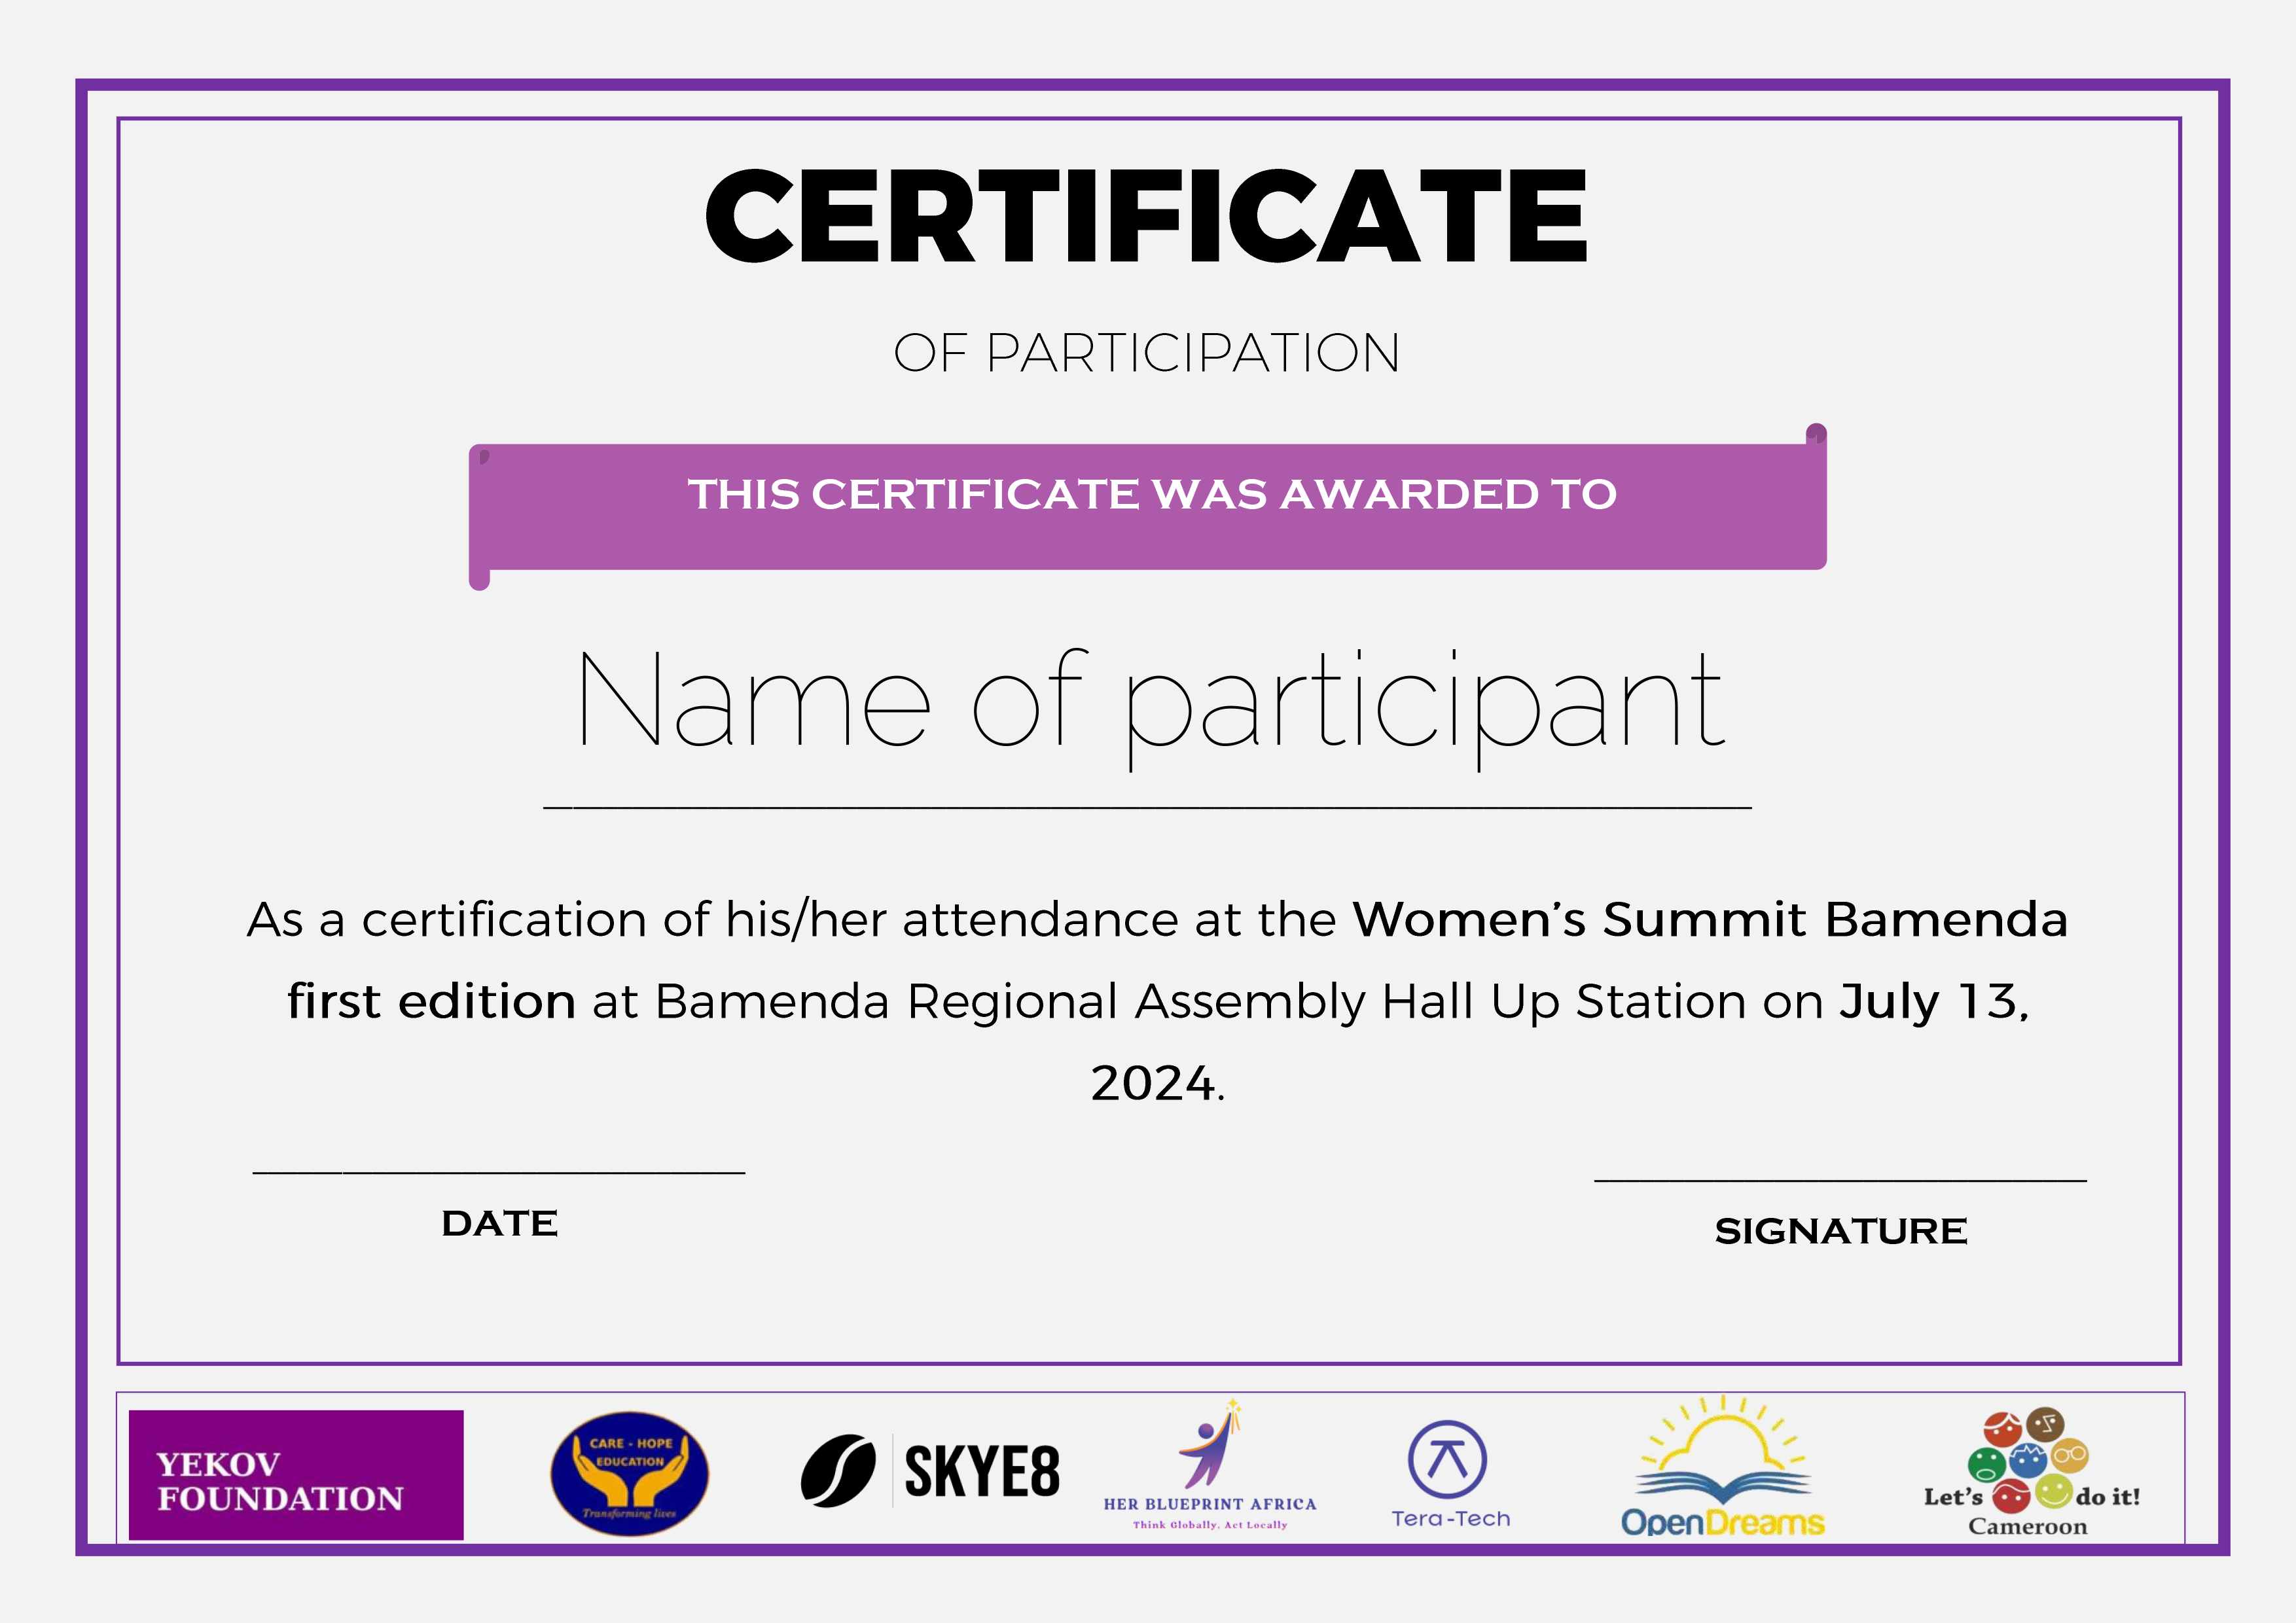 CERTIFICATE
OF PARTICIPATION
THIS CERTIFICATE WAS AWARDED TO
Name of participant
As a certification of his/her attendance at the Women’s Summit Bamenda
first edition at Bamenda Regional Assembly Hall Up Station on July 13,
2024.
DATE
SIGNATURE
YEKOV
FOUNDATION
CARE - HOPE
EDUCATION
Transforming lives
SKYE8
HER BLUEPRINT AFRICA
Think Globally, Act Locally
Tera-Tech
OpenDreams
Let’s do it!
Cameroon